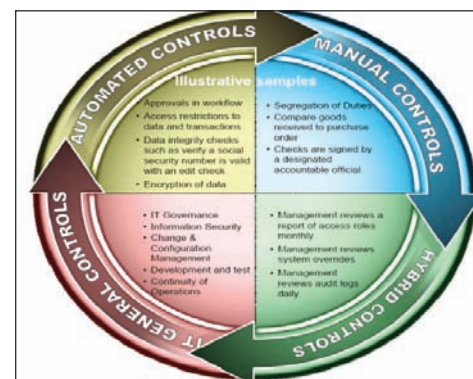 AUTOMATED CONTROLS
MANUAL CONTROLS
Illustrative samples
• Approvals in workflow
• Access restrictions to
data and transactions
• Data integrity checks
such as verify a social
security number is valid
with an edit check
• Encryption of data
• Segregation of Duties
• Compare goods
received to purchase
order
• Checks are signed by
a designated
accountable official
• IT Governance
• Information Security
• Change &
Configuration
Management
• Development and test
• Continuity of
Operations
• Management reviews a
report of access roles
monthly
• Management reviews
system overrides
• Management
reviews audit logs
daily
IT GENERAL CONTROLS
HYBRID CONTROLS